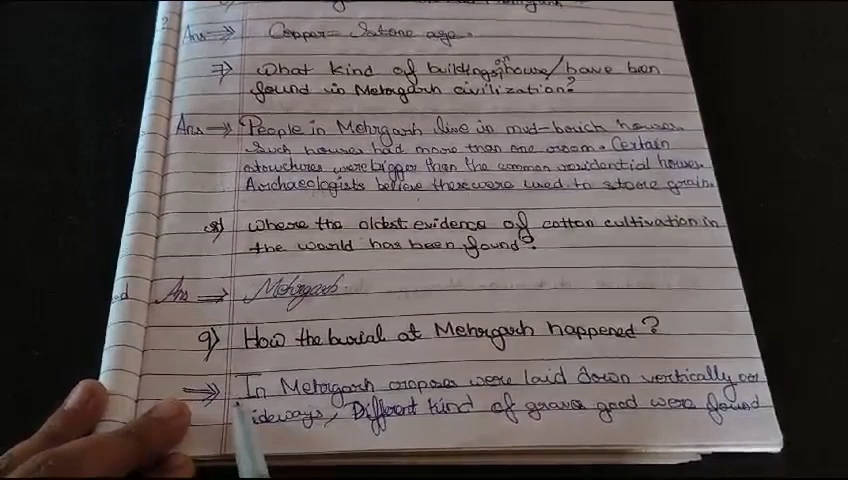 Ans⇒ Copper= Stone age.
7) What kind of buildings on house/have been
found in Mehrgarh civilization?
Ans→ People in Mehrgarh live in mud-brick houses.
Such houses had more than one room. Certain
structures were bigger than the common residential houses
Archaeologists believe these were used to store grain.
8) where the oldest evidence of cotton cultivation in
the world has been found?
Ans ⇒ Mehrgarh.
9) How the burial at Mehrgarh happened?
⇒ In Mehrgarh corpses were laid down vertically or
ideways, Different kind of grave good were found